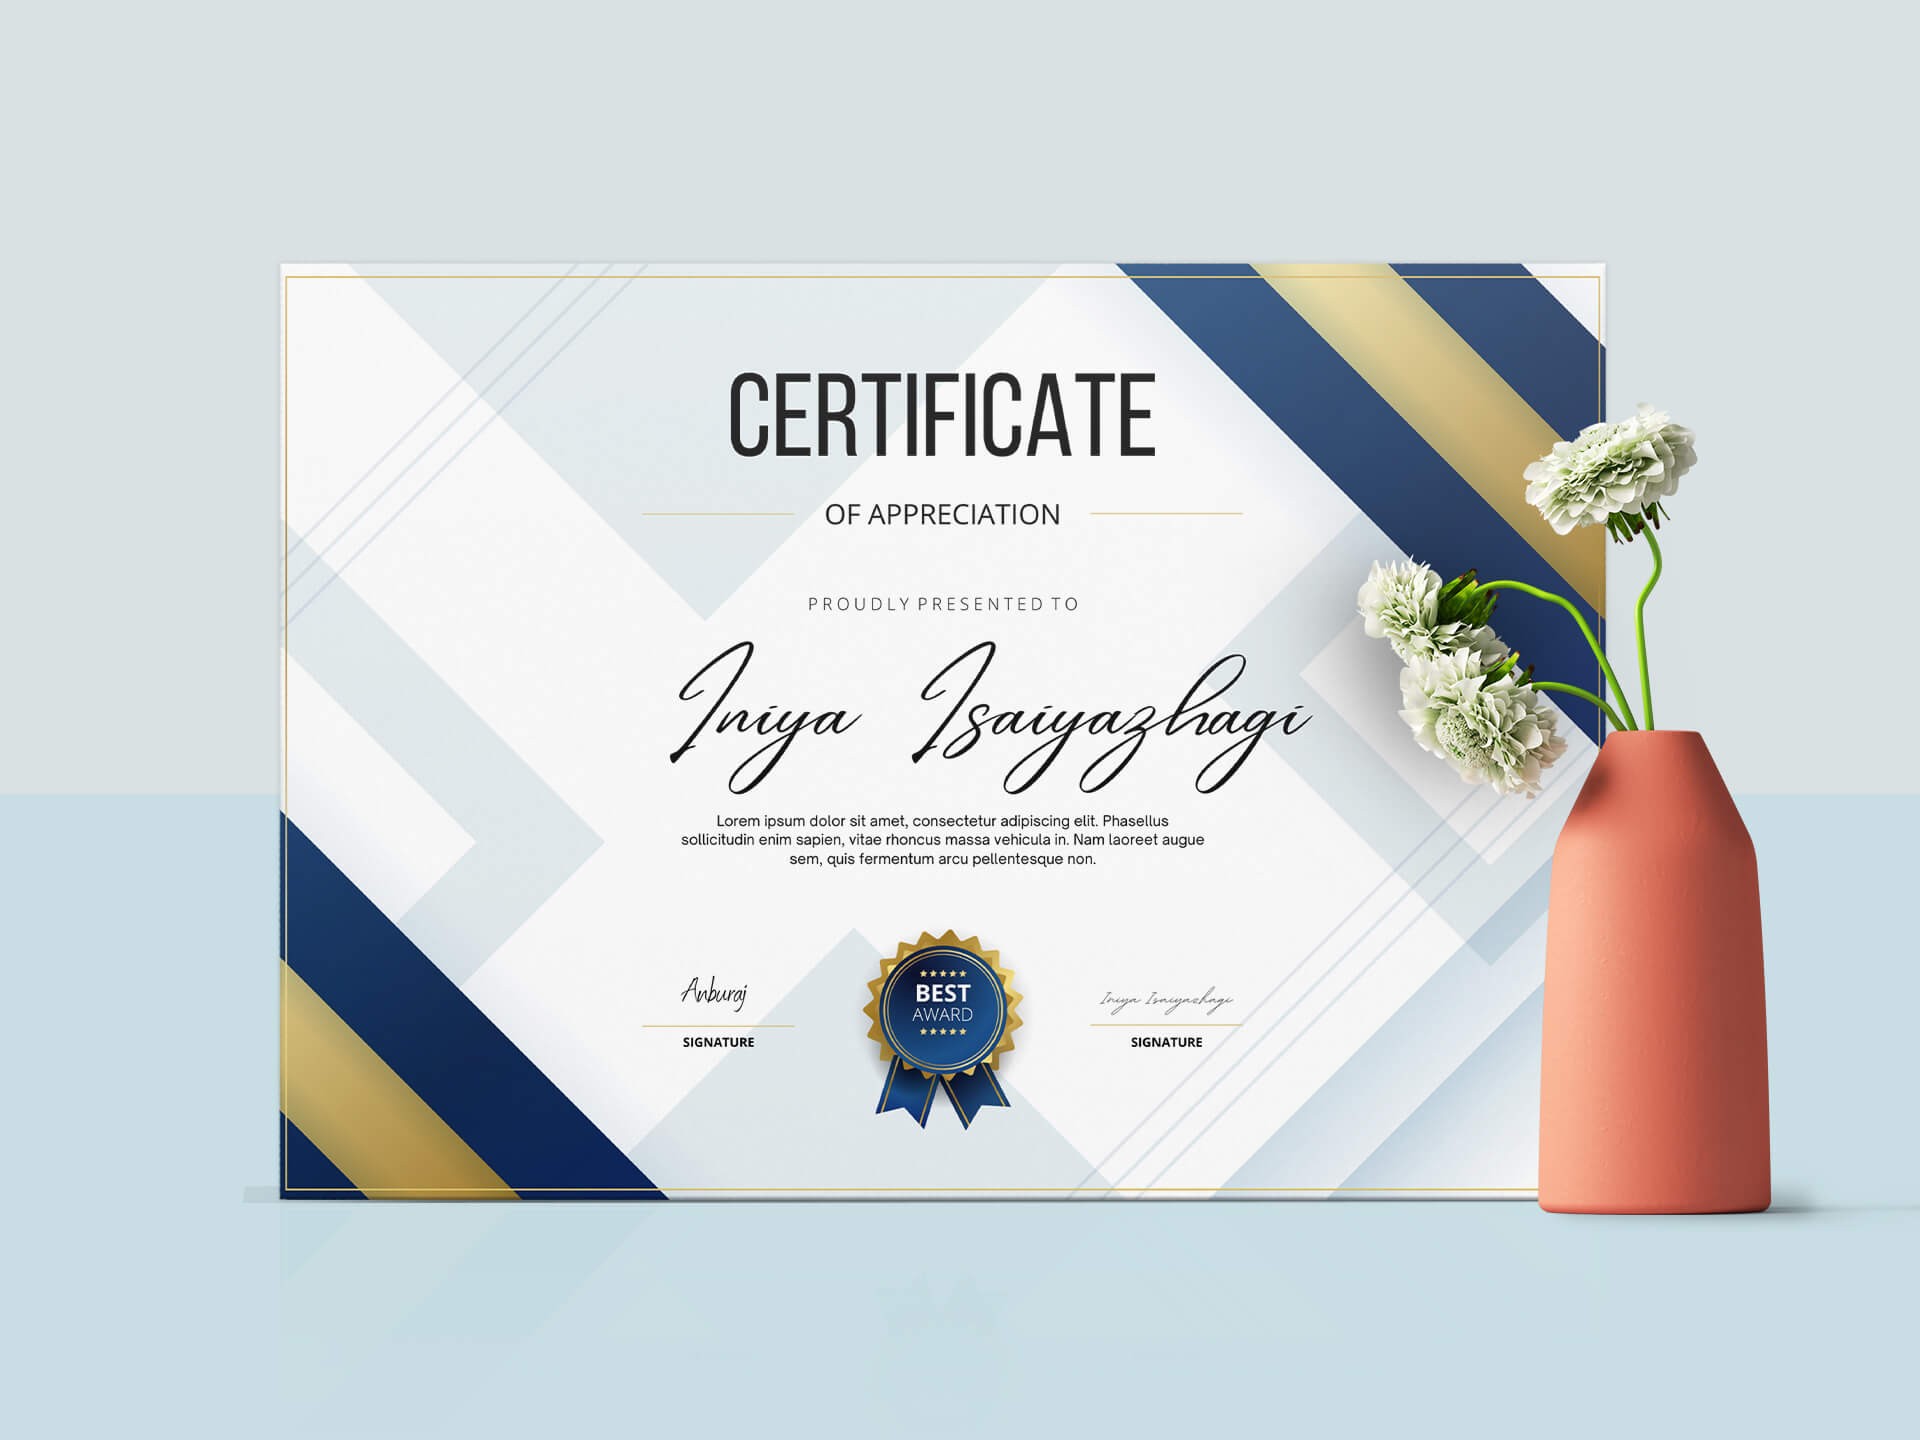 CERTIFICATE
OF APPRECIATION
PROUDLY PRESENTED TO
Iniya Isaiyazhagi
Lorem ipsum dolor sit amet, consectetur adipiscing elit. Phasellus
sollicitudin enim sapien, vitae rhoncus massa vehicula in. Nam laoreet augue
sem, quis fermentum arcu pellentesque non.
Anburaj
SIGNATURE
BEST
AWARD
Iniya Isaiyazhagi
SIGNATURE